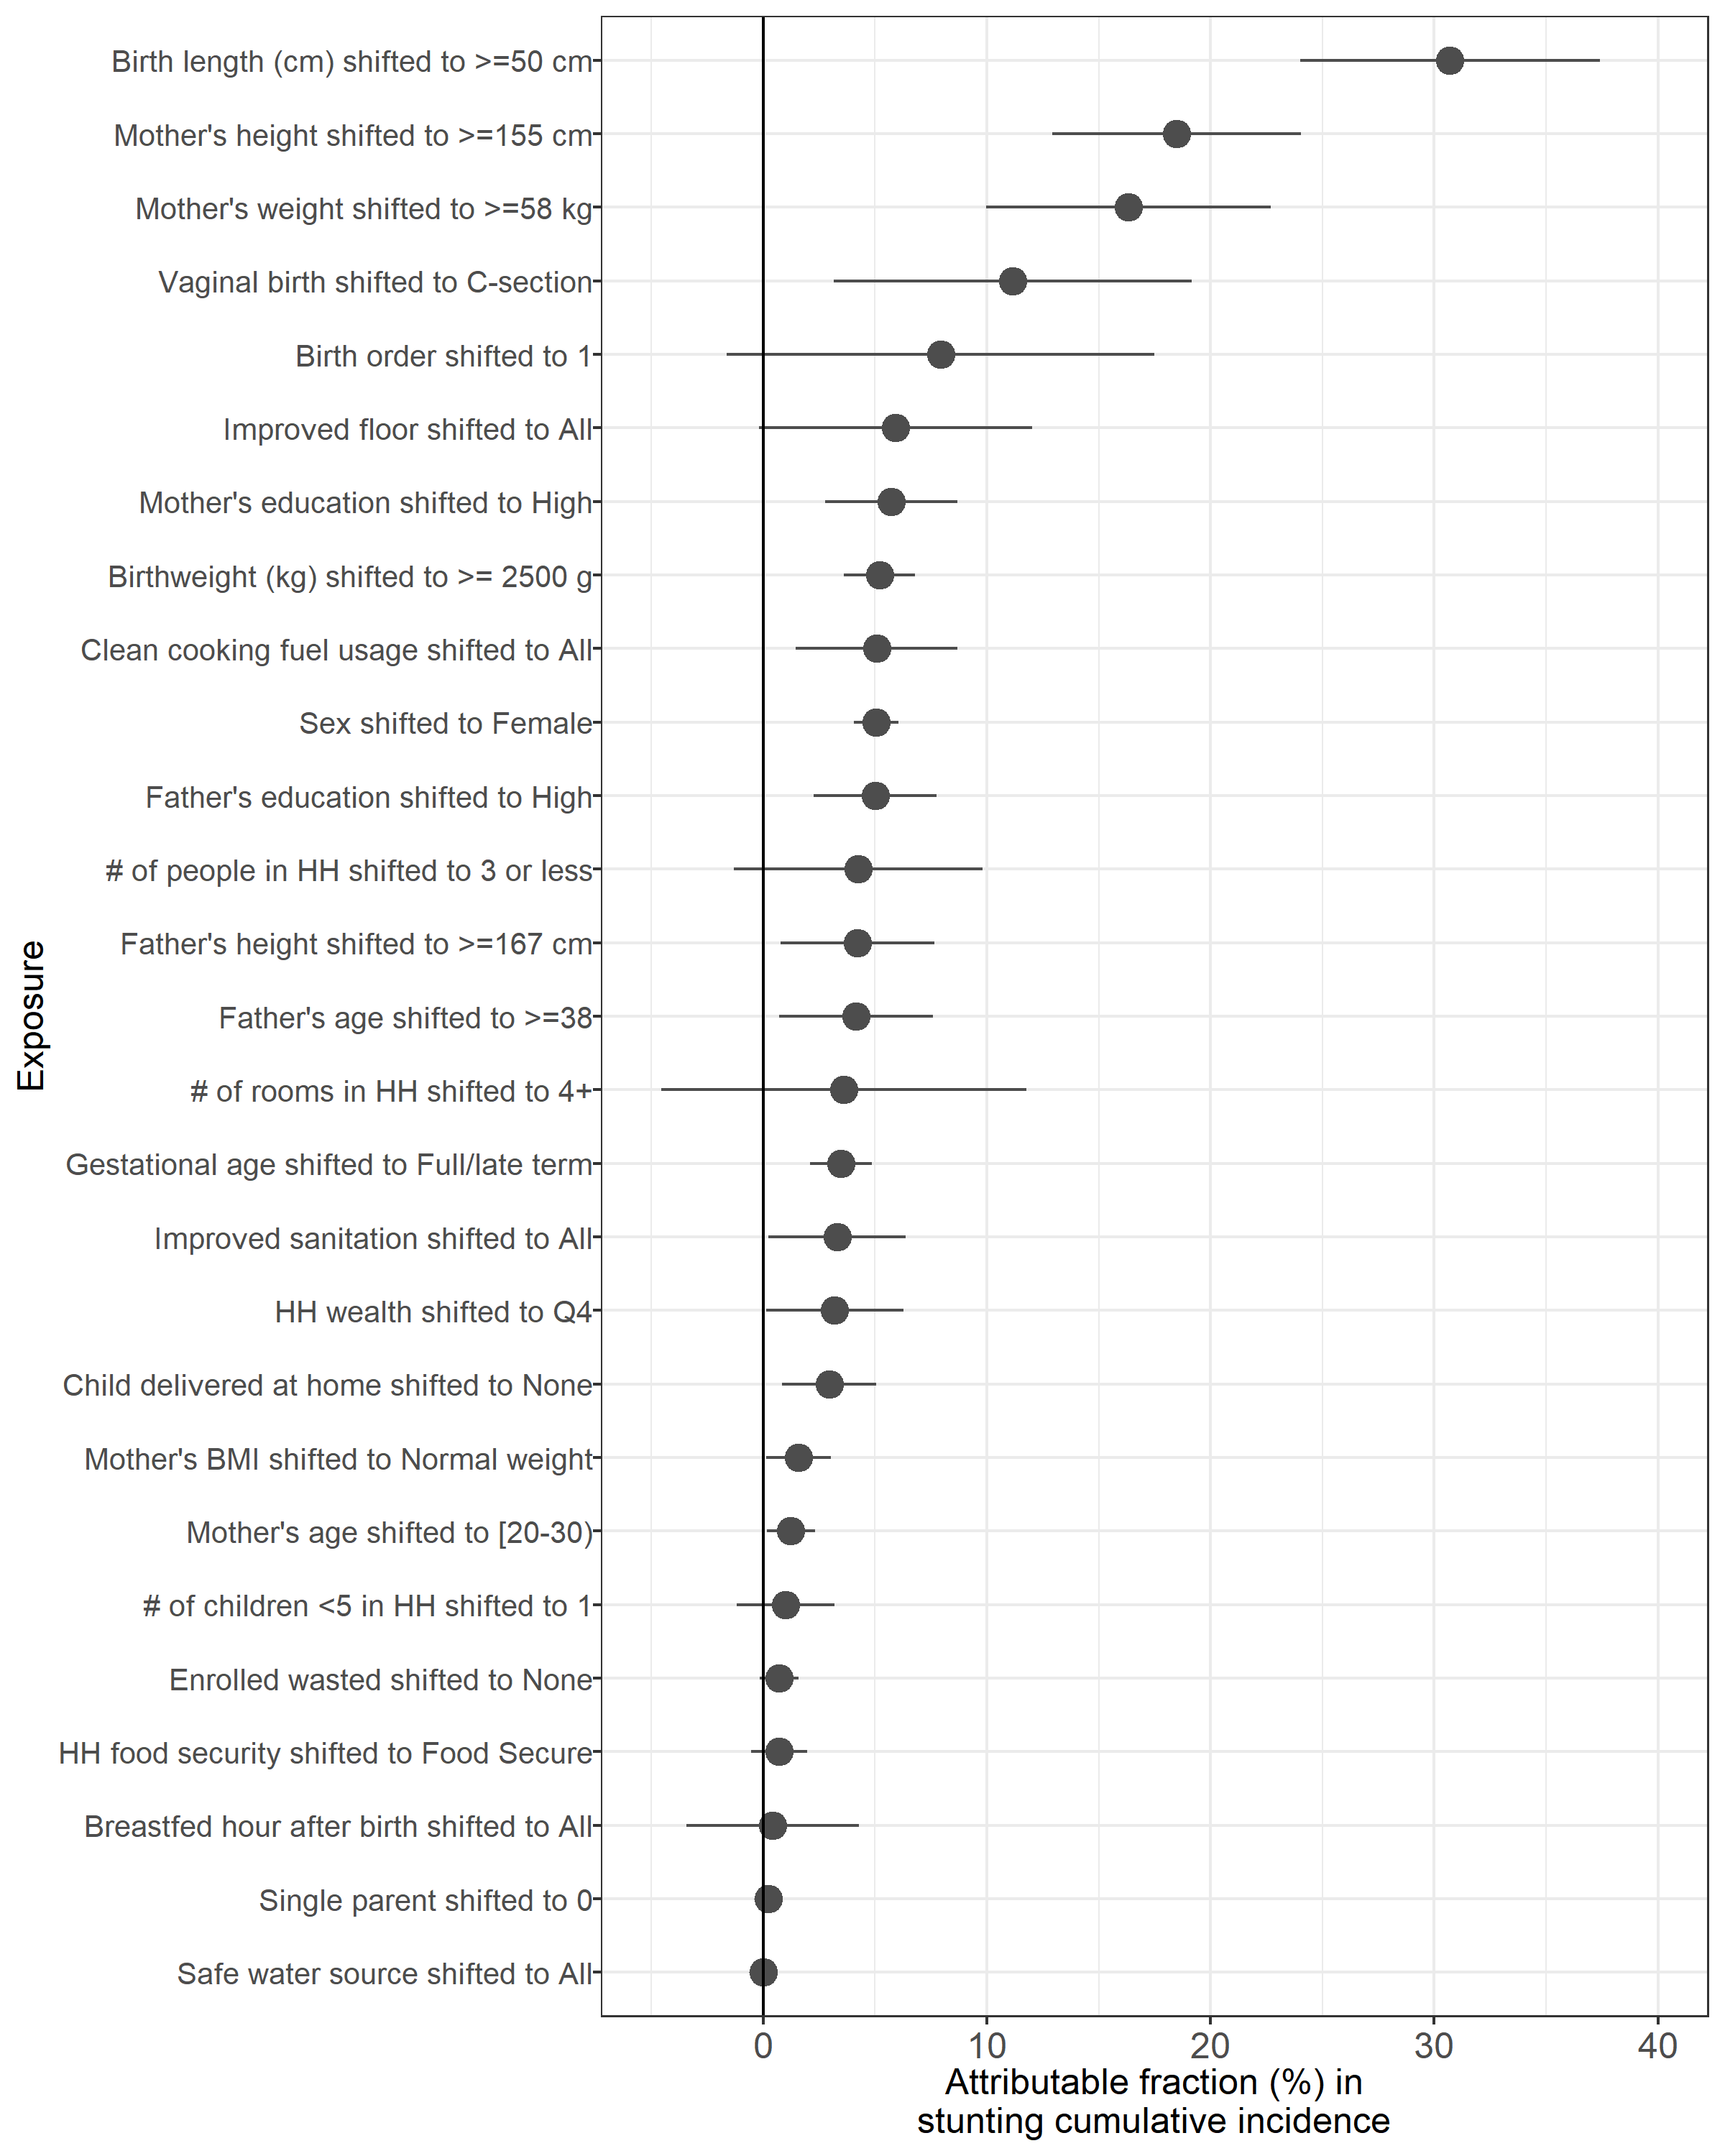 Birth length (cm) shifted to >=50 cm
Mother's height shifted to >=155 cm
Mother's weight shifted to >=58 kg
Vaginal birth shifted to C-section
Birth order shifted to 1
Improved floor shifted to All
Mother's education shifted to High
Birthweight (kg) shifted to >= 2500 g
Clean cooking fuel usage shifted to All
Sex shifted to Female
Father's education shifted to High
# of people in HH shifted to 3 or less
Father's height shifted to >=167 cm
Father's age shifted to >=38
# of rooms in HH shifted to 4+
Gestational age shifted to Full/late term
Improved sanitation shifted to All
HH wealth shifted to Q4
Child delivered at home shifted to None
Mother's BMI shifted to Normal weight
Mother's age shifted to [20-30)
# of children <5 in HH shifted to 1
Enrolled wasted shifted to None
HH food security shifted to Food Secure
Breastfed hour after birth shifted to All
Single parent shifted to 0
Safe water source shifted to All
Exposure
0 10 20 30 40
Attributable fraction (%) in
stunting cumulative incidence